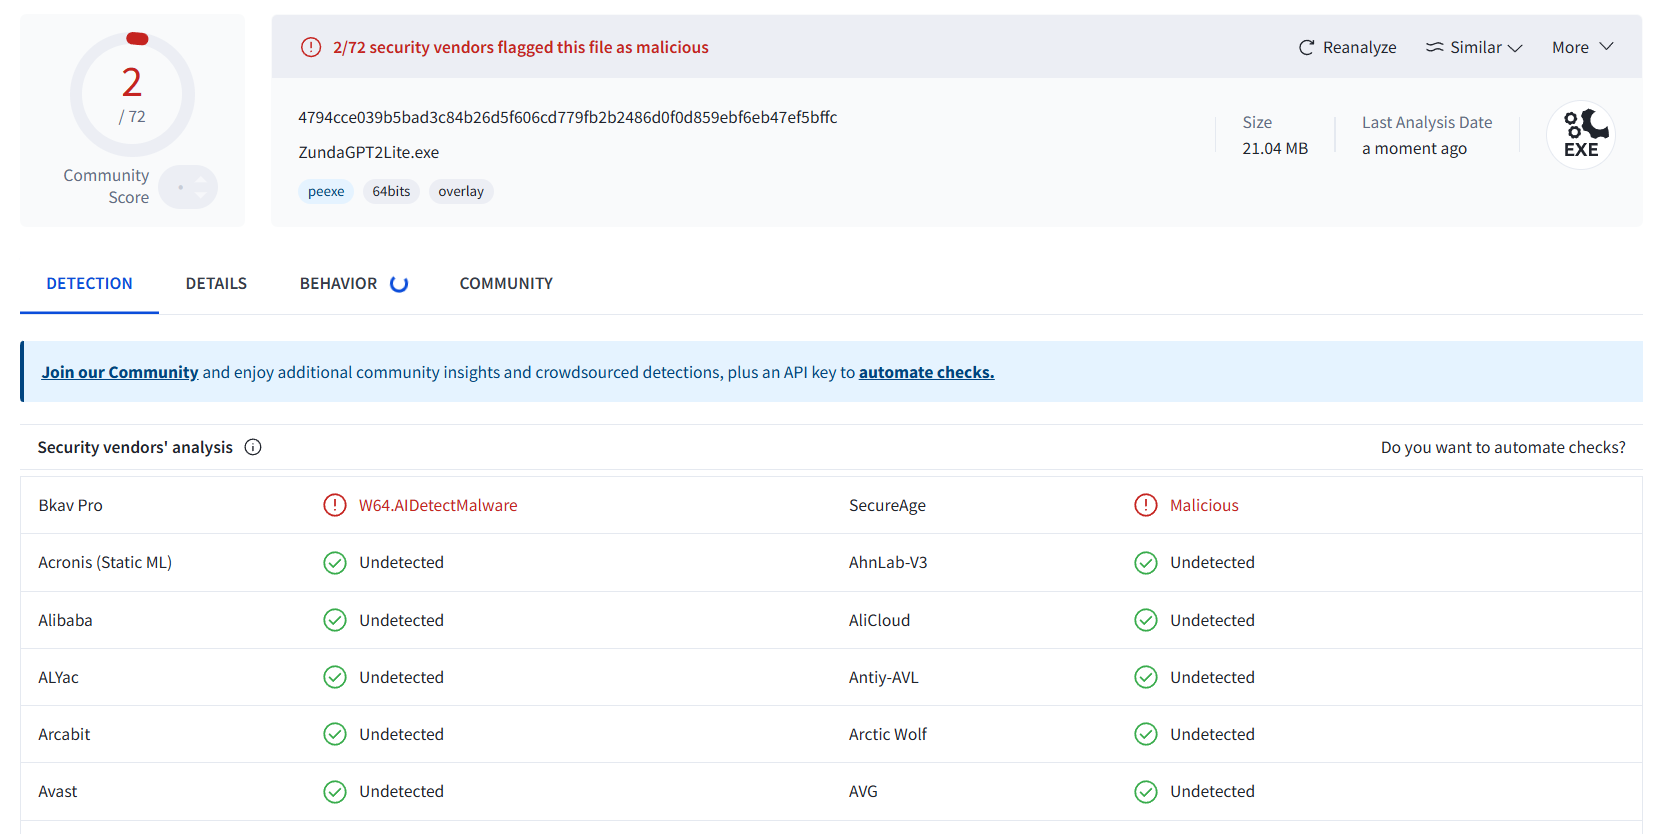 2
/ 72
Community
Score
2/72 security vendors flagged this file as malicious
Reanalyze
Similar
More
4794cce039b5bad3c84b26d5f606cd779fb2b2486d0f0d859ebf6eb47ef5bffc
ZundaGPT2Lite.exe
peexe
64bits
overlay
Size
21.04 MB
Last Analysis Date
a moment ago
EXE
DETECTION
DETAILS
BEHAVIOR
COMMUNITY
Join our Community and enjoy additional community insights and crowdsourced detections, plus an API key to automate checks.
Security vendors' analysis
Do you want to automate checks?
Bkav Pro
W64.AIDetectMalware
SecureAge
Malicious
Acronis (Static ML)
Undetected
AhnLab-V3
Undetected
Alibaba
Undetected
AliCloud
Undetected
ALYac
Undetected
Antiy-AVL
Undetected
Arcabit
Undetected
Arctic Wolf
Undetected
Avast
Undetected
AVG
Undetected